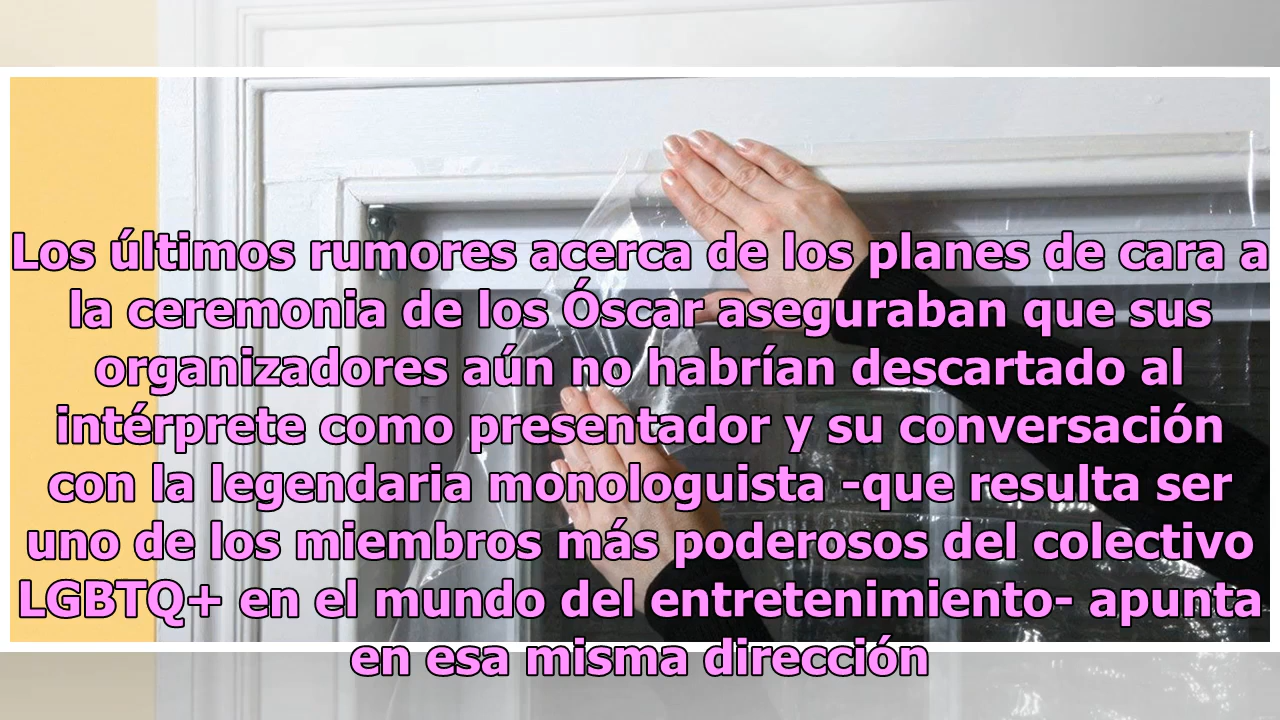 Los últimos rumores acerca de los planes de cara a
la ceremonia de los Óscar aseguraban que sus
organizadores aún no habrían descartado al
intérprete como presentador y su conversación
con la legendaria monologuista -que resulta ser
uno de los miembros más poderosos del colectivo
LGBTQ+ en el mundo del entretenimiento- apunta
en esa misma dirección